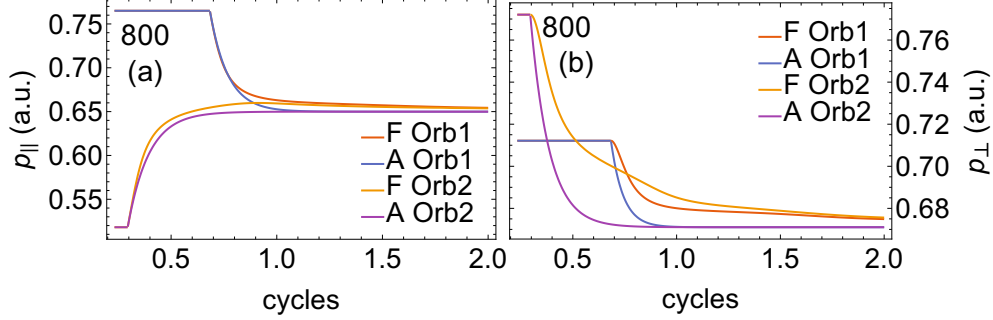 800
(a)
p|| (a.u.)
0.75
0.70
0.65
0.60
0.55
F Orb1
A Orb1
F Orb2
A Orb2
0.5
1.0
1.5
2.0
cycles
800
(b)
F Orb1
A Orb1
F Orb2
A Orb2
0.76
0.74
0.72
0.70
0.68
p⊥ (a.u.)
0.5
1.0
1.5
2.0
cycles